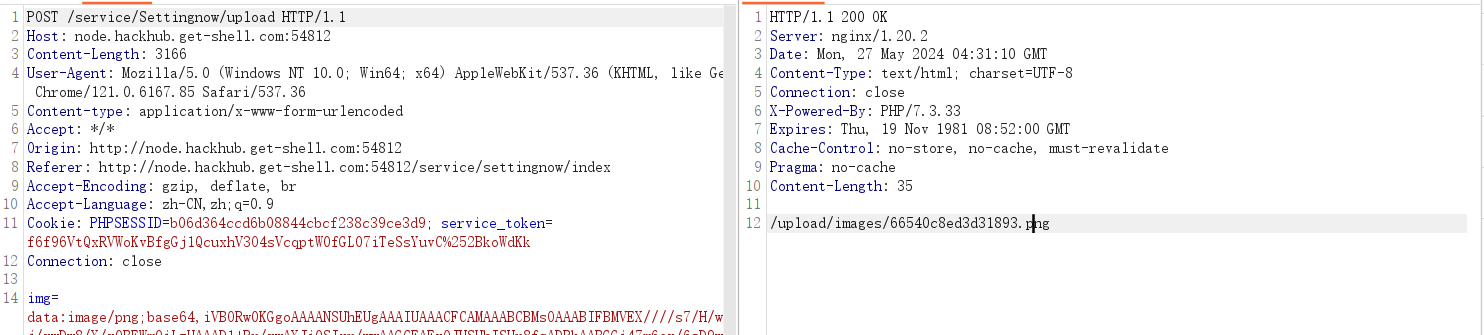 1 POST /service/Settingnow/upload HTTP/1.1
2 Host: node.hackhub.get-shell.com:54812
3 Content-Length: 3166
4 User-Agent: Mozilla/5.0 (Windows NT 10.0; Win64; x64) AppleWebKit/537.36 (KHTML, like Ge
Chrome/121.0.6167.85 Safari/537.36
5 Content-type: application/x-www-form-urlencoded
6 Accept: */*
7 Origin: http://node.hackhub.get-shell.com:54812
8 Referer: http://node.hackhub.get-shell.com:54812/service/settingnow/index
9 Accept-Encoding: gzip, deflate, br
10 Accept-Language: zh-CN,zh;q=0.9
11 Cookie: PHPSESSID=b06d364ccd6b08844cbcf238c39ce3d9; service_token=
f6f96VtQxRVWoKvBfgGj1QcuxhV304sVcqptW0fGL07iTeSsYuvC%252BkoWdKk
12 Connection: close
13
14 img=
data:image/png;base64,iVBORw0KGgoAAAANSUhEUgAAAIUAAACFCAMAAABCBMsOAAABIFBMVEX////s7/H/w
1 HTTP/1.1 200 OK
2 Server: nginx/1.20.2
3 Date: Mon, 27 May 2024 04:31:10 GMT
4 Content-Type: text/html; charset=UTF-8
5 Connection: close
6 X-Powered-By: PHP/7.3.33
7 Expires: Thu, 19 Nov 1981 08:52:00 GMT
8 Cache-Control: no-store, no-cache, must-revalidate
9 Pragma: no-cache
10 Content-Length: 35
11
12 /upload/images/66540c8ed3d31893.png